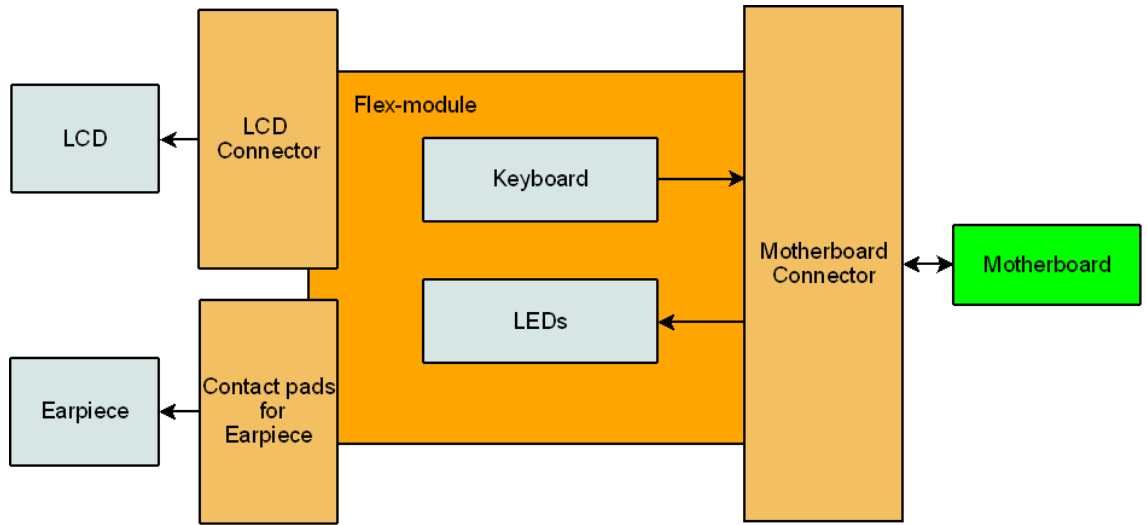 Flex-module
LCD
LCD
Connector
Keyboard
Motherboard
Connector
Motherboard
LEDs
Earpiece
Contact pads
for
Earpiece